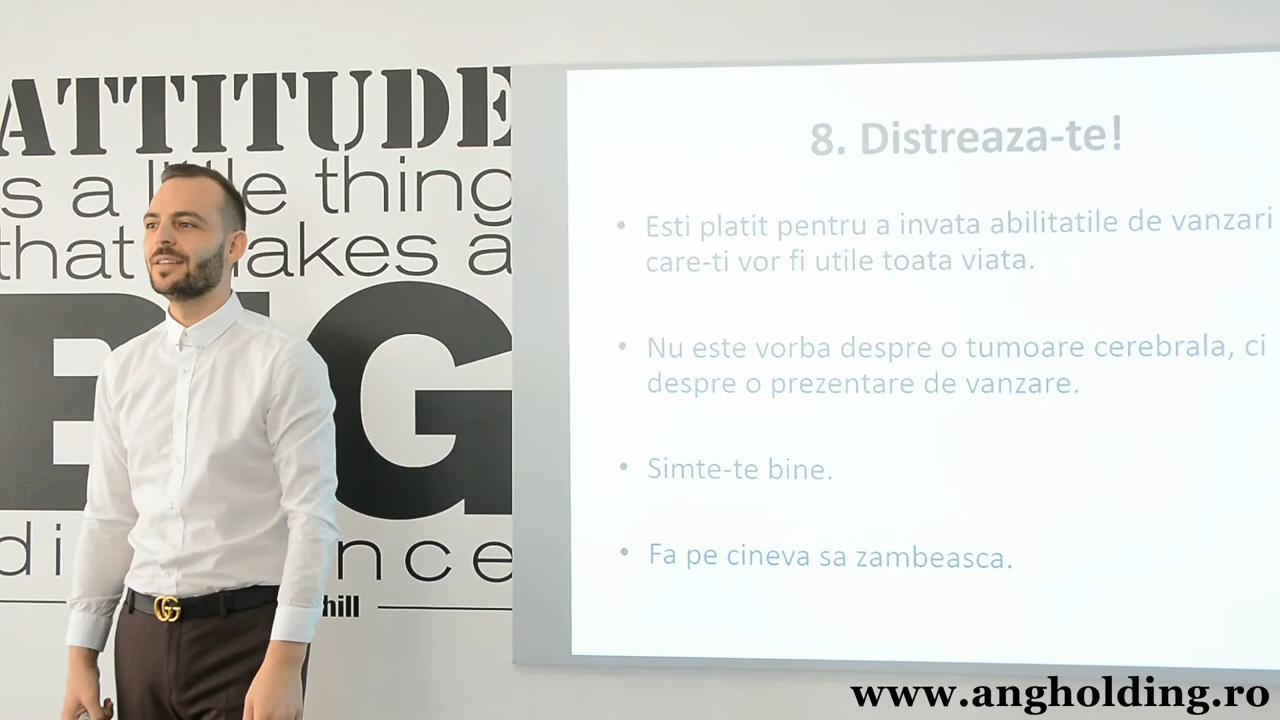 ATTITUDE
s a little thing
that makes a
BIG
di nce
hill
8. Distreaza-te!
• Esti platit pentru a invata abilitatile de vanzari
care-ti vor fi utile toata viata.
• Nu este vorba despre o tumoare cerebrala, ci
despre o prezentare de vanzare.
• Simte-te bine.
• Fa pe cineva sa zambeasca.
www.angholding.ro